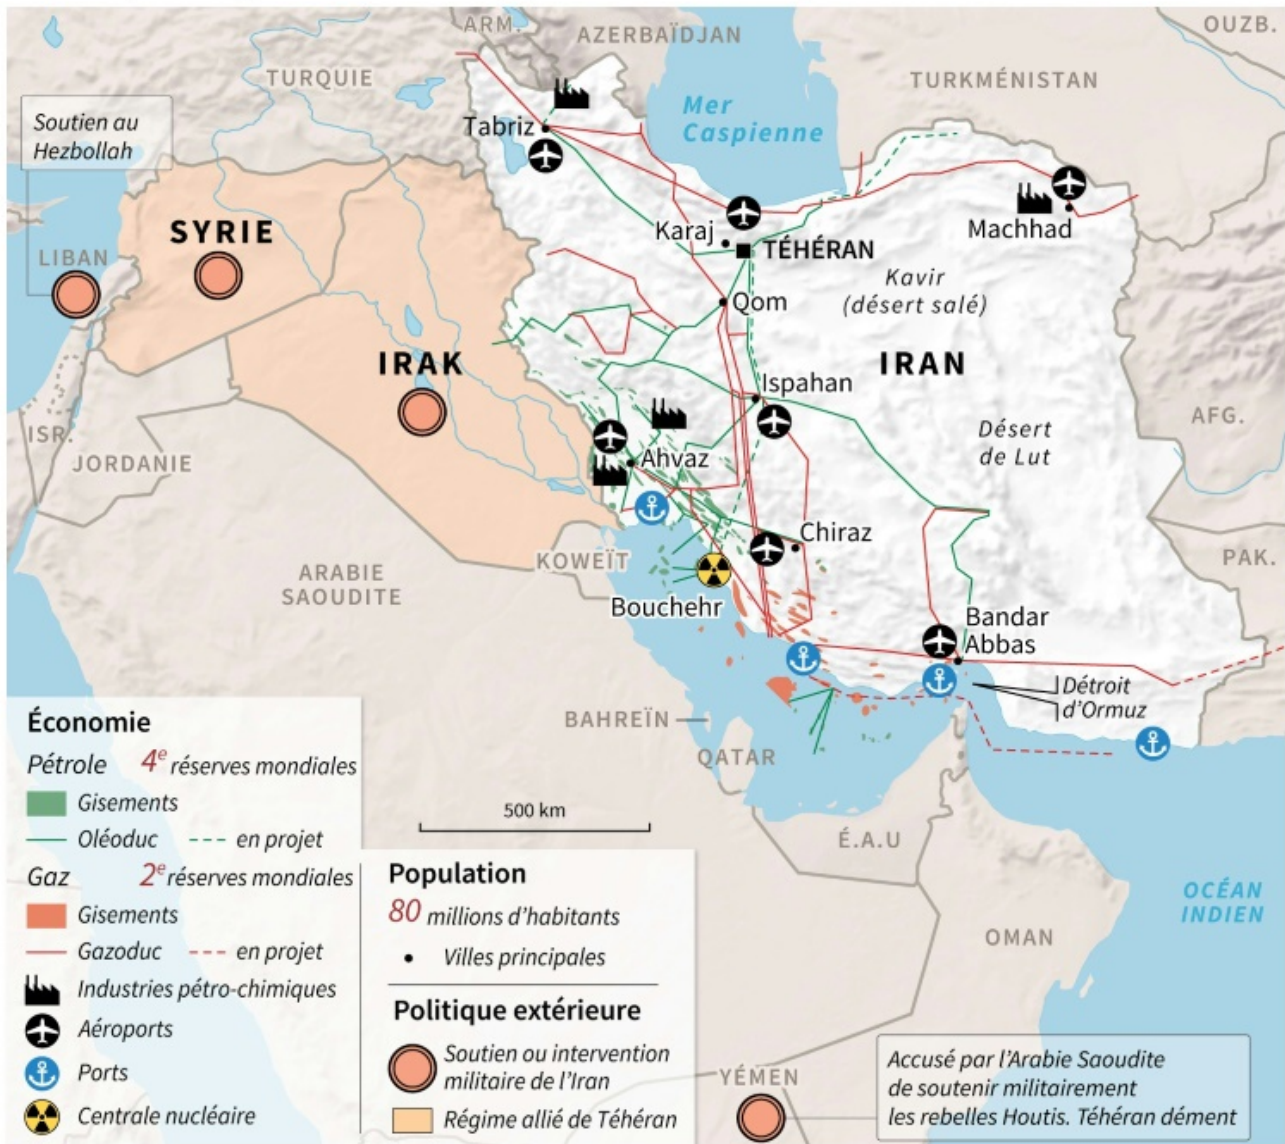 ARM.
AZERBAÏDJAN
OUZB.
TURQUIE
TURKMÉNISTAN
Mer
Caspienne
Soutien au
Hezbollah
Tabriz
SYRIE
LIBAN
Karaj
TÉHÉRAN
Machhad
Kavir
(désert salé)
Qom
IRAK
IRAN
Ispahan
ISR.
JORDANIE
AFG.
Désert
de Lut
Ahvaz
Chiraz
KOWEÏT
PAK.
ARABIE
SAOUDITE
Bouchehr
Bandar
Abbas
Détroit
d'Ormuz
BAHREÏN
QATAR
É.A.U
OMAN
OCÉAN
INDIEN
YÉMEN
500 km
Économie
Pétrole 4e réserves mondiales
Gisements
Oléoduc en projet
Gaz 2e réserves mondiales
Gisements
Gazoduc en projet
Industries pétro-chimiques
Aéroports
Ports
Centrale nucléaire
Population
80 millions d'habitants
Villes principales
Politique extérieure
Soutien ou intervention
militaire de l'Iran
Régime allié de Téhéran
Accusé par l'Arabie Saoudite
de soutenir militairement
les rebelles Houtis. Téhéran dément